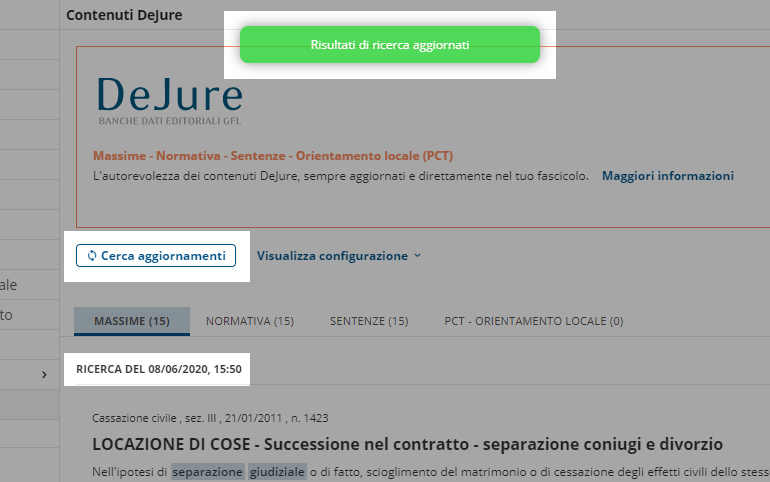 Contenuti DeJure
Risultati di ricerca aggiornati
DeJure
BANCHE DATI EDITORIALI GFL
Massime - Normativa - Sentenze - Orientamento locale (PCT)
L'autorevolezza dei contenuti DeJure, sempre aggiornati e direttamente nel tuo fascicolo. Maggiori informazioni
Cerca aggiornamenti Visualizza configurazione
MASSIME (15) NORMATIVA (15) SENTENZE (15) PCT - ORIENTAMENTO LOCALE (0)
RICERCA DEL 08/06/2020, 15:50
Cassazione civile , sez. III , 21/01/2011 , n. 1423
LOCAZIONE DI COSE - Successione nel contratto - separazione coniugi e divorzio
Nell'ipotesi di separazione giudiziale o di fatto, scioglimento del matrimonio o di cessazione degli effetti civili dello stess